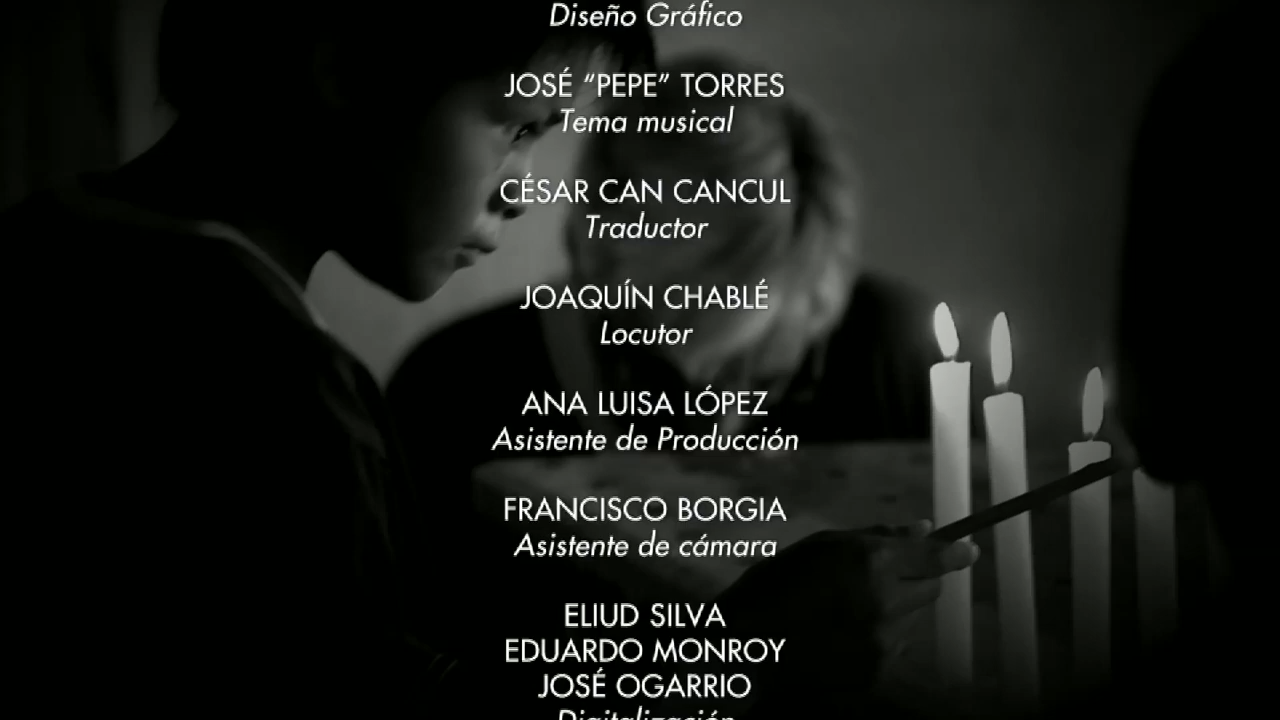 Diseño Gráfico
JOSÉ “PEPE” TORRES
Tema musical
CÉSAR CAN CANCUL
Traductor
JOAQUÍN CHABLÉ
Locutor
ANA LUISA LÓPEZ
Asistente de Producción
FRANCISCO BORGIA
Asistente de cámara
ELIUD SILVA
EDUARDO MONROY
JOSÉ OGARRIO
Digitalización